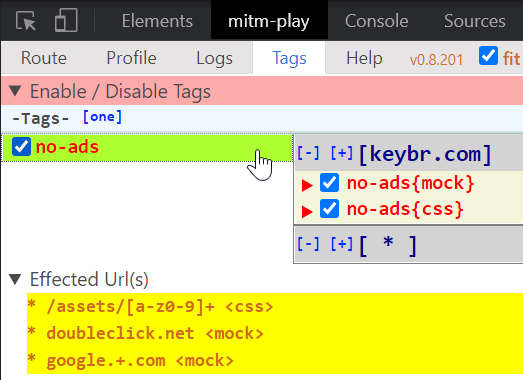 Elements mitm-play Console Sources
Route Profile Logs Tags Help v0.8.201 fit
▼ Enable / Disable Tags
-Tags- [one]
no-ads
[-] [+] [keybr.com]
▶ no-ads{mock}
▶ no-ads{css}
[-] [+] [ * ]
▼ Effected Url(s)
* /assets/[a-z0-9]+ <css>
* doubleclick.net <mock>
* google.+.com <mock>